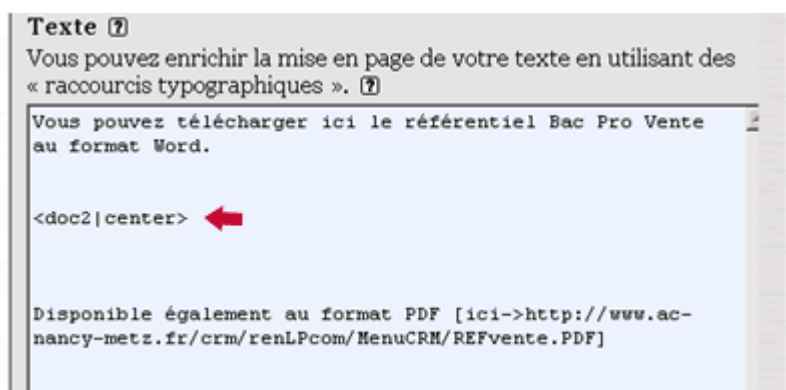 Texte ?
Vous pouvez enrichir la mise en page de votre texte en utilisant des
« raccourcis typographiques ». ?
Vous pouvez télécharger ici le référentiel Bac Pro Vente
au format Word.
<doc2|center>
Disponible également au format PDF [ici->http://www.ac-
nancy-metz.fr/crm/renLPcom/MenuCRM/REFvente.PDF]